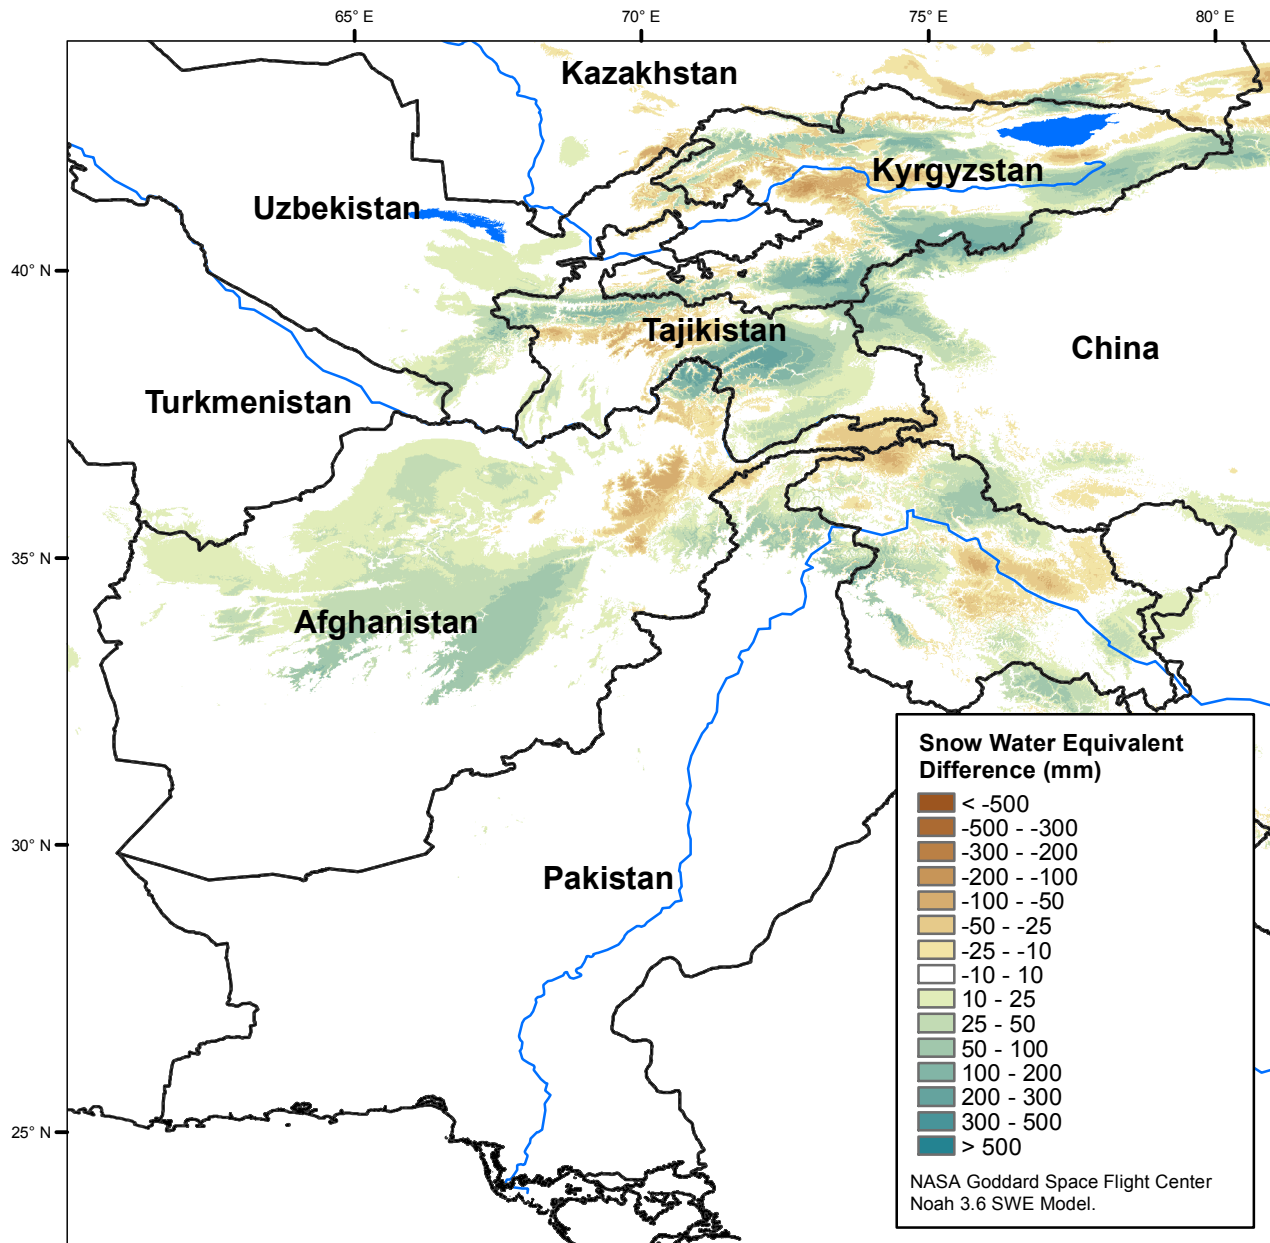 65° E
70° E
75° E
80° E
Kazakhstan
Kyrgyzstan
Uzbekistan
40° N
Tajikistan
China
Turkmenistan
35° N
Afghanistan
Snow Water Equivalent
Difference (mm)
< -500
-500 - -300
-300 - -200
-200 - -100
-100 - -50
-50 - -25
-25 - -10
-10 - 10
10 - 25
25 - 50
50 - 100
100 - 200
200 - 300
300 - 500
> 500
NASA Goddard Space Flight Center
Noah 3.6 SWE Model.
30° N
Pakistan
25° N